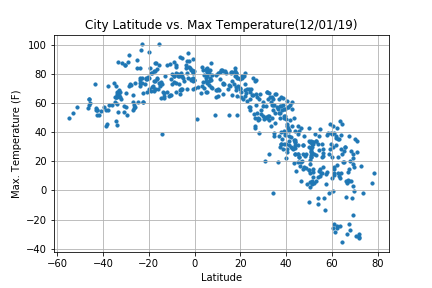 City Latitude vs. Max Temperature(12/01/19)
100
80
60
40
20
0
−20
−40
Max. Temperature (F)
−60 −40 −20 0 20 40 60 80
Latitude